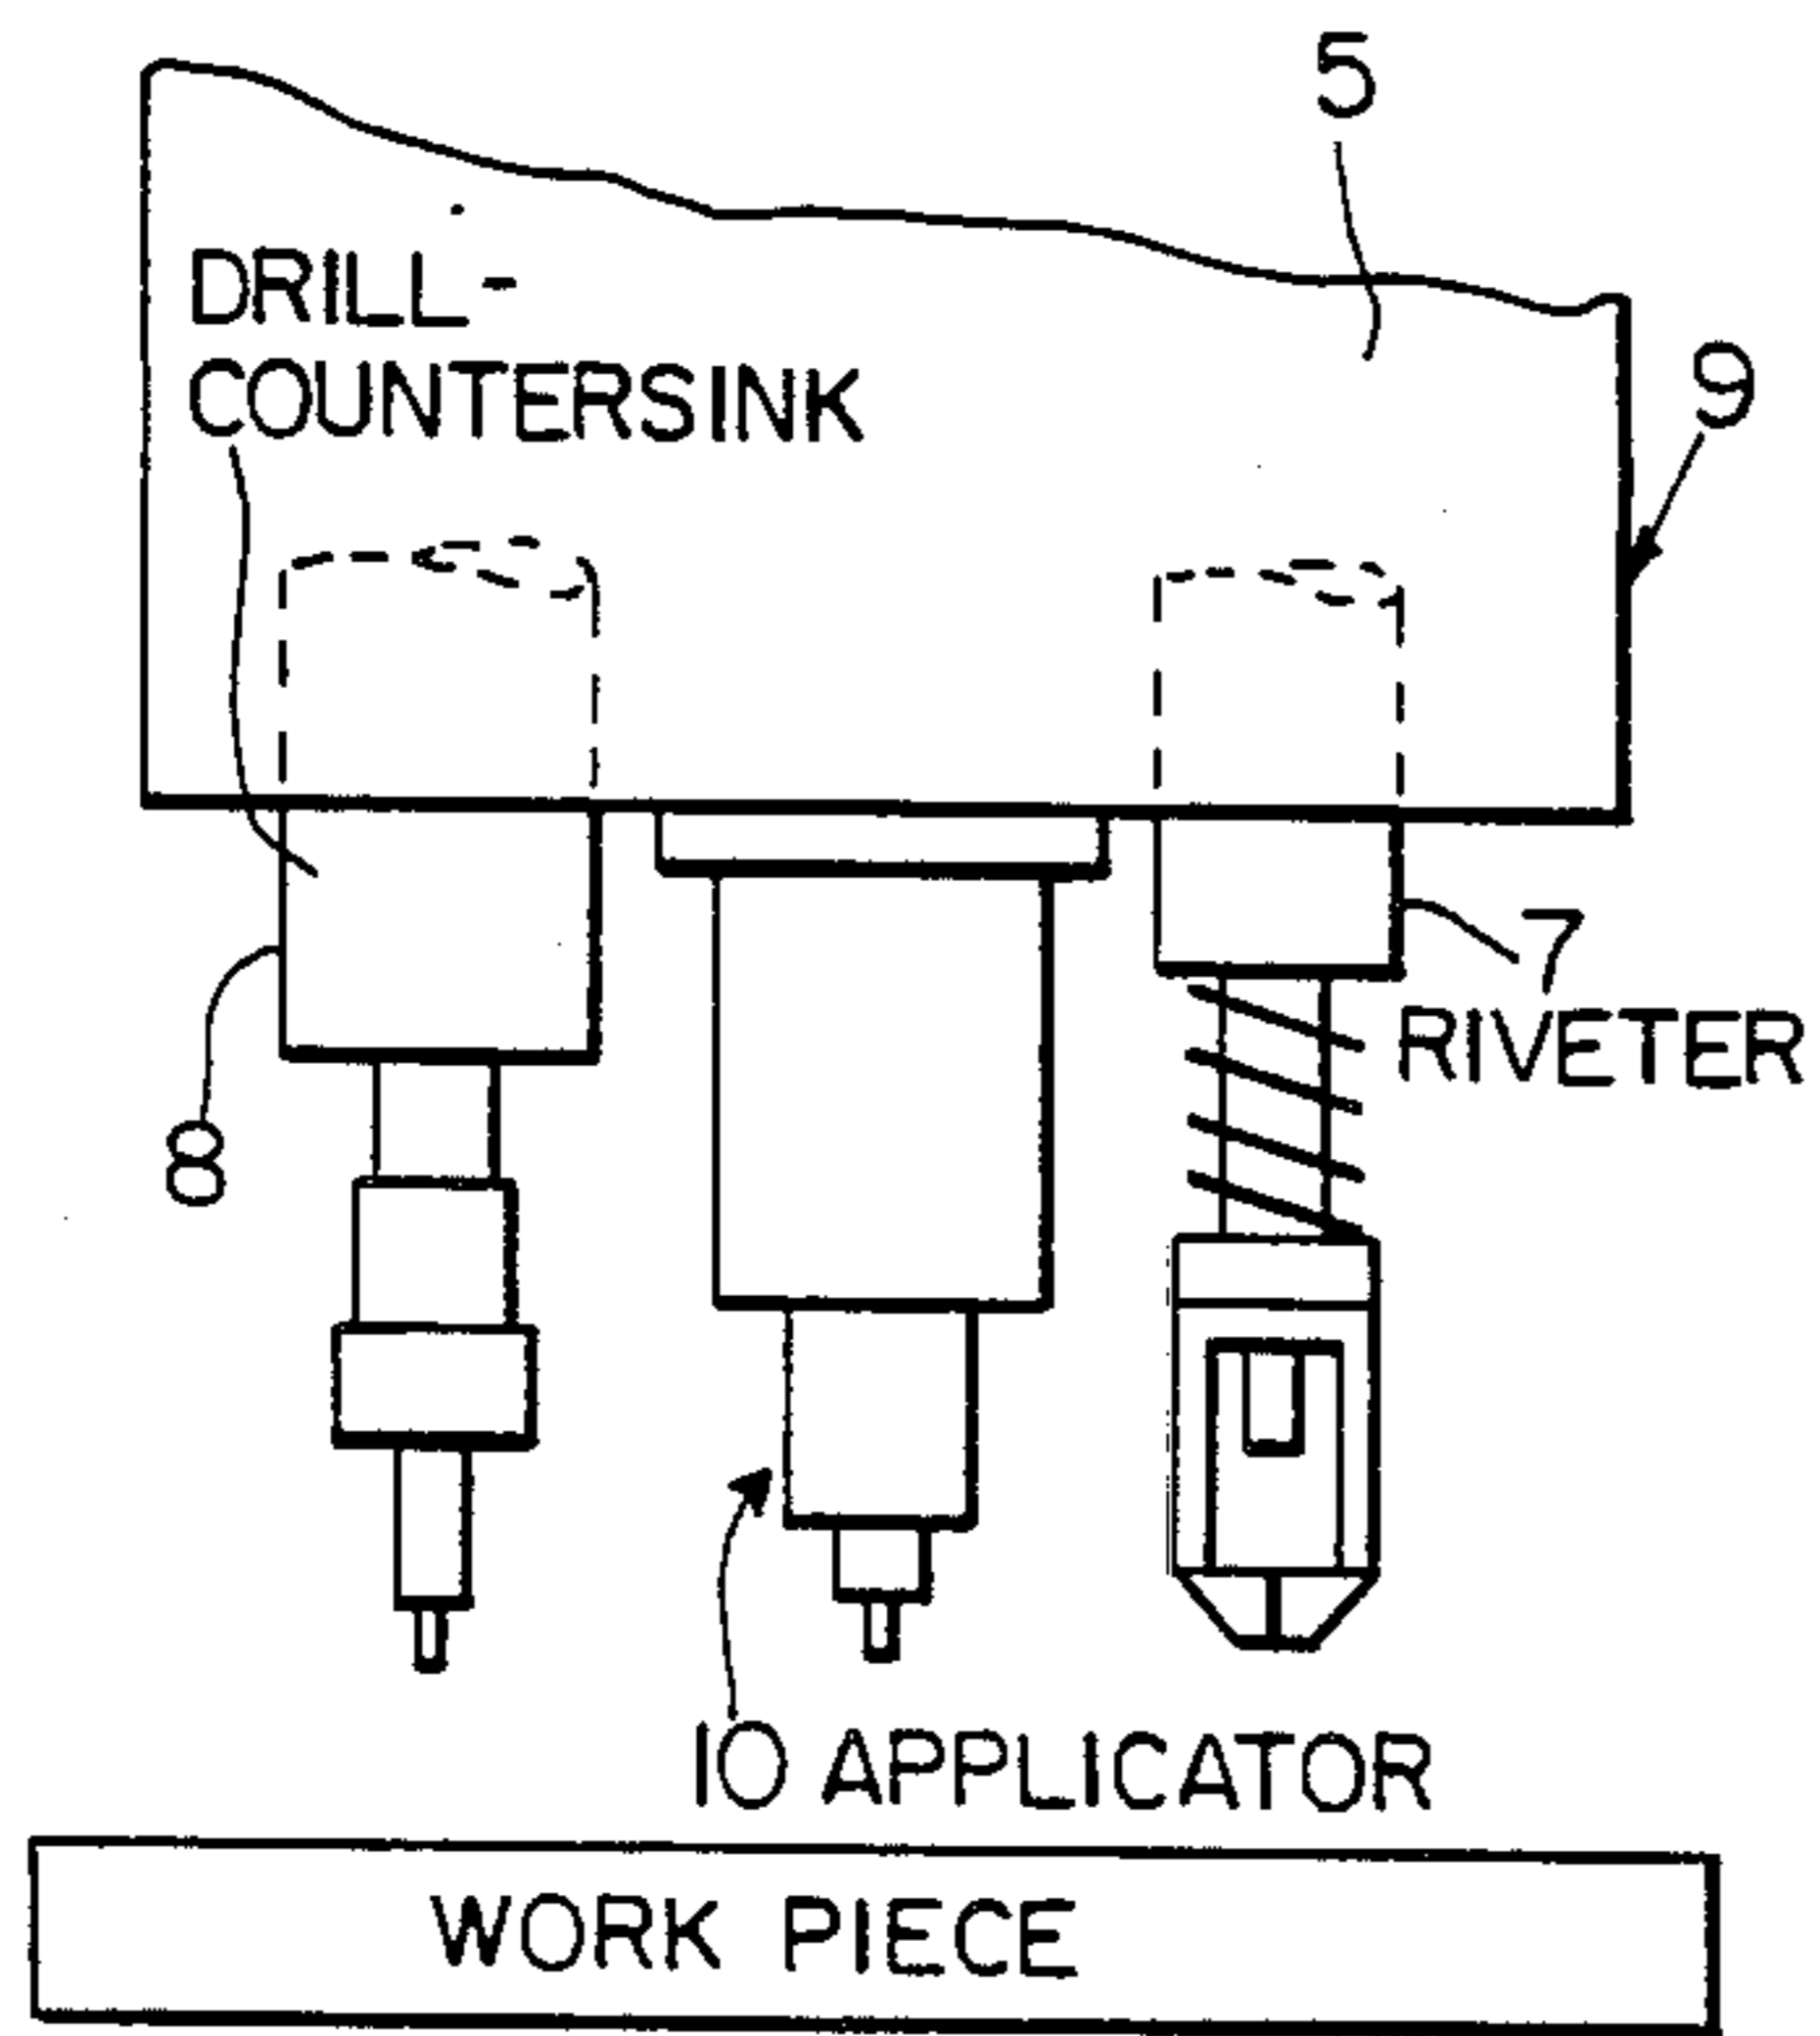 5
DRILL-
COUNTERSINK
9
7
RIVETER
8
10 APPLICATOR
WORK PIECE